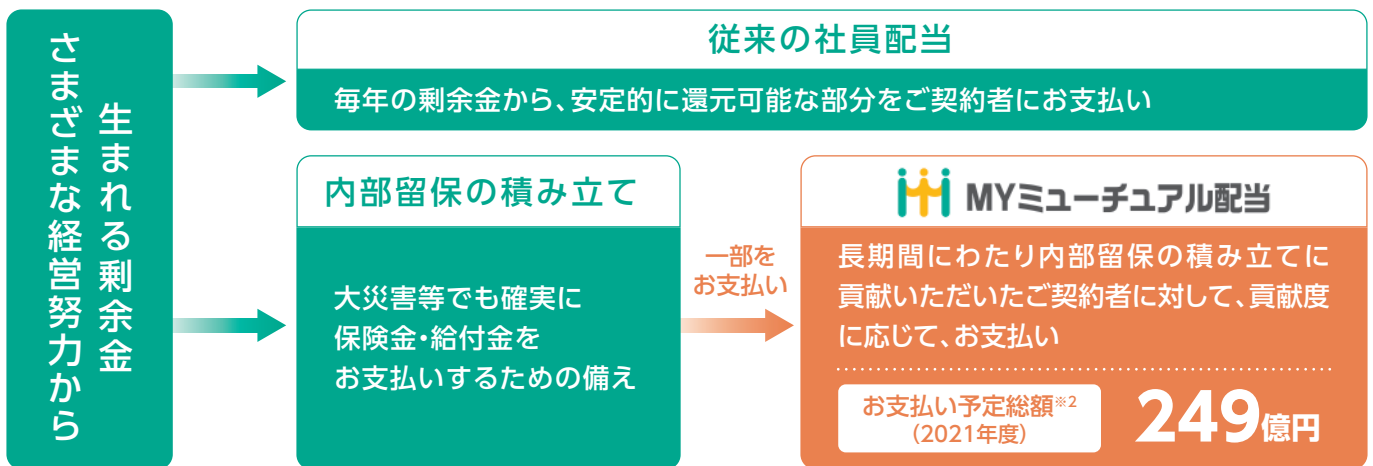 さまざまな経営努力から
生まれる剰余金
従来の社員配当
毎年の剰余金から、安定的に還元可能な部分をご契約者にお支払い
内部留保の積み立て
大災害等でも確実に
保険金・給付金を
お支払いするための備え
一部を
お支払い
MYミューチュアル配当
長期間にわたり内部留保の積み立てに
貢献いただいたご契約者に対して、貢献度
に応じて、お支払い
お支払い予定総額※2
（2021年度）
249億円